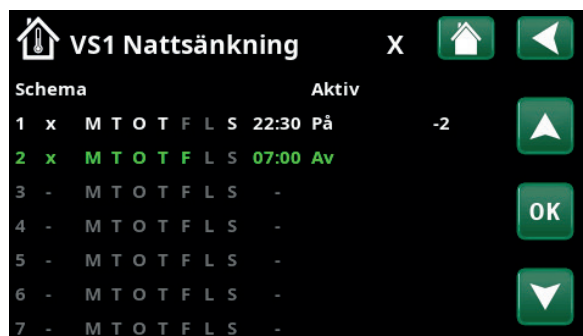 VS1 Nattsänkning X
Schema Aktiv
1 x M T O T F L S 22:30 På -2
2 x M T O T F L S 07:00 Av
3 - M T O T F L S -
4 - M T O T F L S -
OK
5 - M T O T F L S -
6 - M T O T F L S -
7 - M T O T F L S -